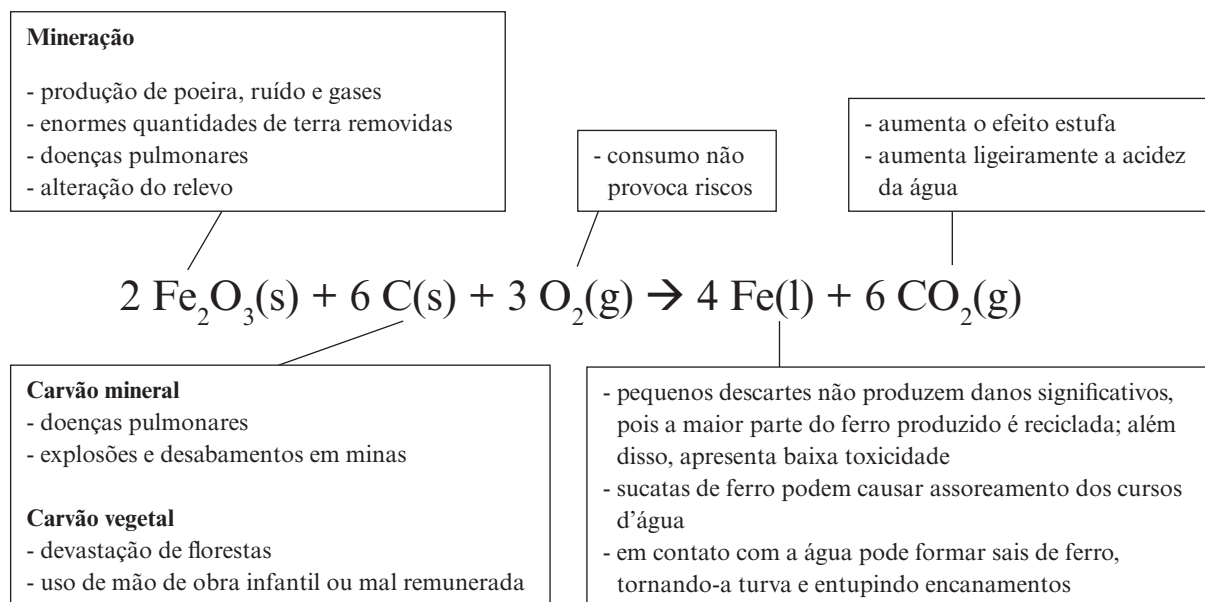 Mineração
- produção de poeira, ruído e gases
- enormes quantidades de terra removidas
- doenças pulmonares
- alteração do relevo
- consumo não
provoca riscos
- aumenta o efeito estufa
- aumenta ligeiramente a acidez
da água
2 Fe₂O₃(s) + 6 C(s) + 3 O₂(g) → 4 Fe(l) + 6 CO₂(g)
Carvão mineral
- doenças pulmonares
- explosões e desabamentos em minas
Carvão vegetal
- devastação de florestas
- uso de mão de obra infantil ou mal remunerada
- pequenos descartes não produzem danos significativos,
pois a maior parte do ferro produzido é reciclada; além
disso, apresenta baixa toxicidade
- sucatas de ferro podem causar assoreamento dos cursos
d’água
- em contato com a água pode formar sais de ferro,
tornando-a turva e entupindo encanamentos